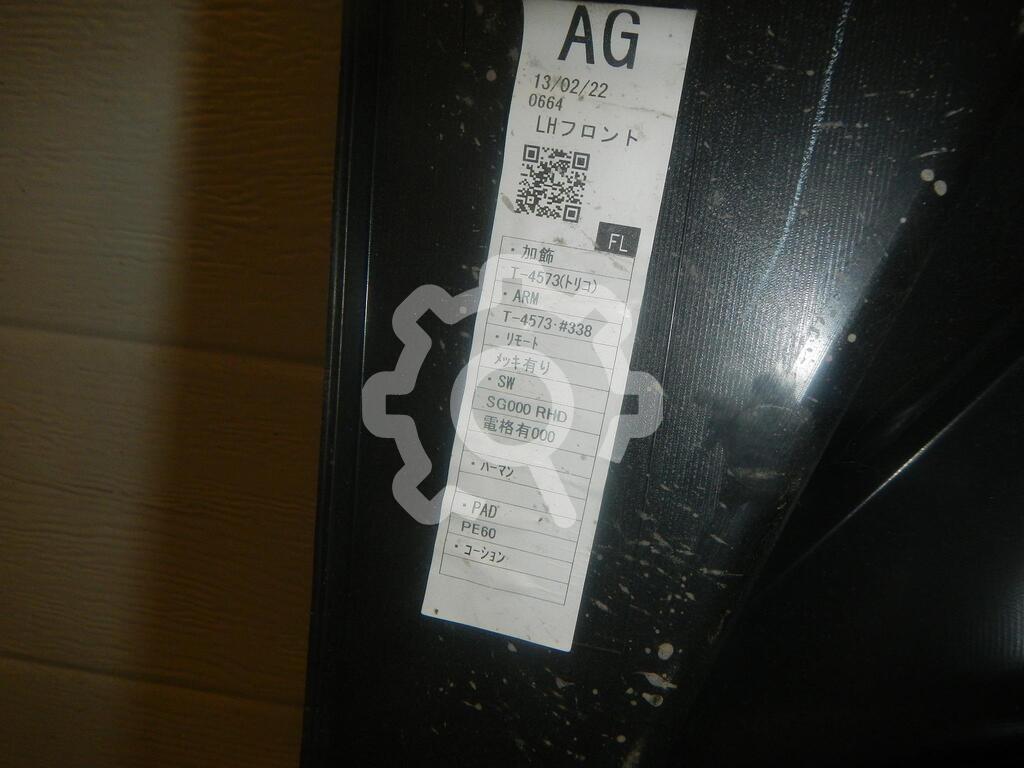 AG
13/02/22
0664
LHフロント
FL
・加飾
T-4573(トリコ)
・ARM
T-4573・#338
・リモート
メッキ有り
・SW
SG000 RHD
電格有000
・ハーマン
・PAD
PE60
・コーション